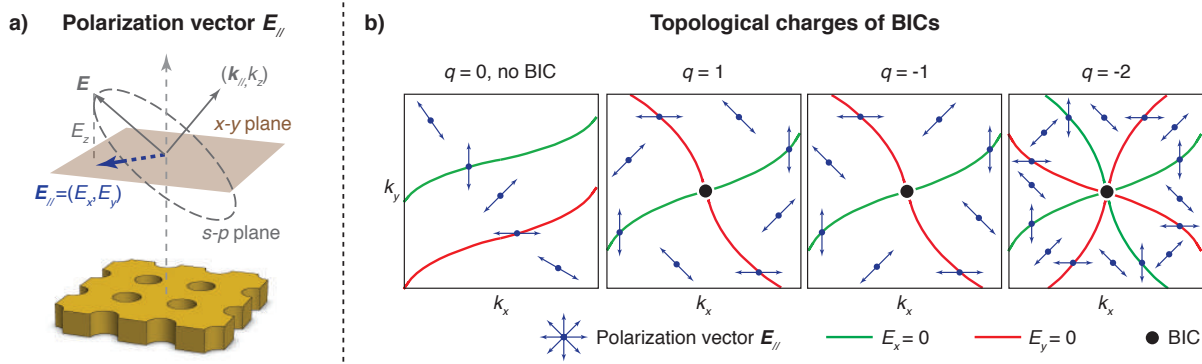 a) Polarization vector E//
E
(k//,kz)
Ez
x-y plane
E//=(Ex,Ey)
s-p plane
b) Topological charges of BICs
q = 0, no BIC
q = 1
q = -1
q = -2
ky
kx
kx
kx
kx
Polarization vector E//
Ex = 0
Ey = 0
BIC